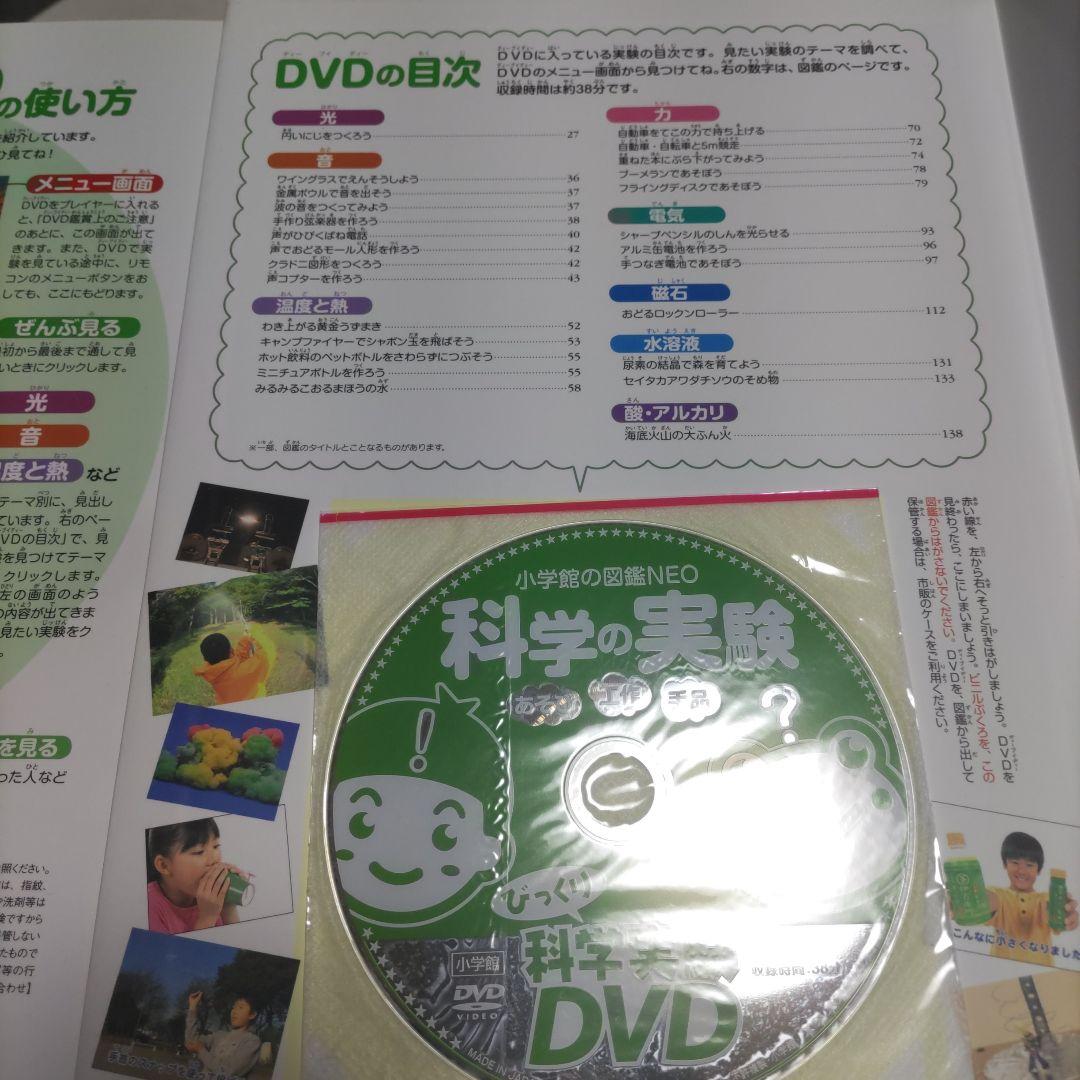 の使い方
を紹介しています。
ひ見てね！
メニュー画面
DVDをプレイヤーに入れる
と、「DVD鑑賞上のご注意」
のあとに、この画面が出て
きます。また、DVDで実
験を見ている途中に、リモ
コンのメニューボタンをお
しても、ここにもどります。
ぜんぶ見る
最初から最後まで通して見
いときにクリックします。
光
音
温度と熱 など
テーマ別に、見出し
ています。右のペー
DVDの目次」で、見
を見つけてテーマ
クリックします。
左の画面のよう
の内容が出てきま
見たい実験をク
を見る
った人など
照ください。
は、指紋、
や洗剤等は
険ですから
管しない
たもので
写等の行
合わせ】
DVDの目次
DVDに入っている実験の目次です。見たい実験のテーマを調べて、
DVDのメニュー画面から見つけてね。右の数字は、図鑑のページです。
収録時間は約38分です。
光
円いにじをつくろう 27
音
ワイングラスでえんそうしよう 36
金属ボウルで音を出そう 37
波の音をつくってみよう 37
手作り弦楽器を作ろう 38
声がひびくばね電話 40
声でおどるモール人形を作ろう 42
クラドニ図形をつくろう 42
声コプターを作ろう 43
温度と熱
わき上がる黄金うずまき 52
キャンプファイヤーでシャボン玉を飛ばそう 53
ホット飲料のペットボトルをさわらずにつぶそう 55
ミニチュアボトルを作ろう 55
みるみるこおるまほうの水 58
※一部、図鑑のタイトルとことなるものがあります。
力
自動車をてこの力で持ち上げる 70
自動車・自転車と5m競走 72
重ねた本にぶら下がってみよう 74
ブーメランであそぼう 78
フライングディスクであそぼう 79
電気
シャープペンシルのしんを光らせる 93
アルミ缶電池を作ろう 96
手つなぎ電池であそぼう 97
磁石
おどるロックンローラー 112
水溶液
尿素の結晶で森を育てよう 131
セイタカアワダチソウのそめ物 133
酸・アルカリ
海底火山の大ふん火 138
赤い線を、左から右へそっと引きはがしましょう。DVDを
見終わったら、ここにしまいましょう。ビニルぶくろを、この
図鑑からはがさないでください。DVDを、図鑑から出して
保管する場合は、市販のケースをご利用ください。
小学館の図鑑NEO
科学の実験
あそび 工作 手品
!
?
びっくり
科学実験
DVD
小学館
DVD
VIDEO
収録時間:38分
MADE IN JAPAN
こんなに小さくなりました